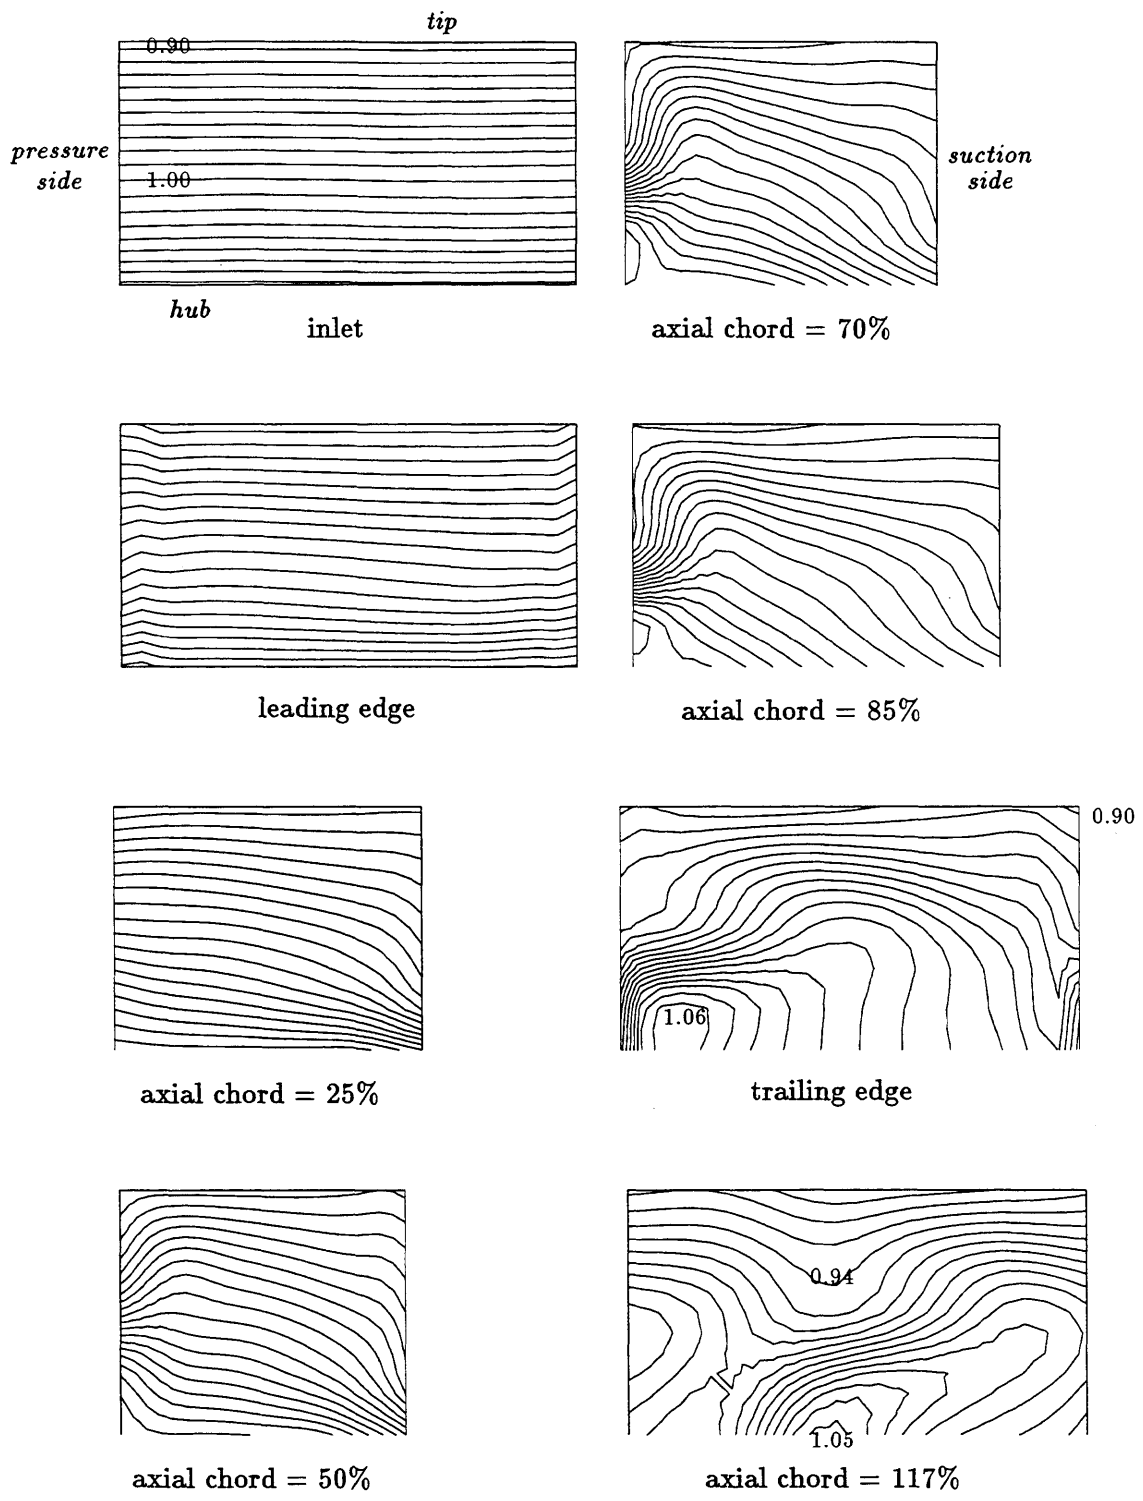 tip
0.90
pressure
side
1.00
suction
side
hub
inlet
axial chord = 70%
leading edge
axial chord = 85%
0.90
1.06
axial chord = 25%
trailing edge
0.94
1.05
axial chord = 50%
axial chord = 117%